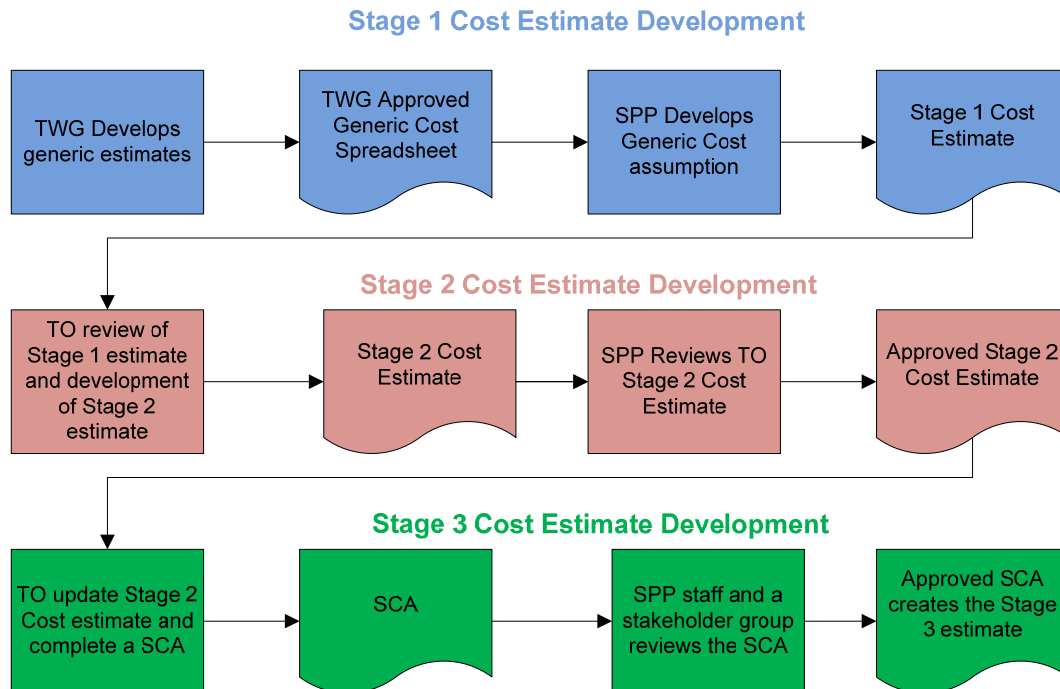 Stage 1 Cost Estimate Development
TWG Develops
generic estimates
TWG Approved
Generic Cost
Spreadsheet
SPP Develops
Generic Cost
assumption
Stage 1 Cost
Estimate
Stage 2 Cost Estimate Development
TO review of
Stage 1 estimate
and development
of Stage 2
estimate
Stage 2 Cost
Estimate
SPP Reviews TO
Stage 2 Cost
Estimate
Approved Stage 2
Cost Estimate
Stage 3 Cost Estimate Development
TO update Stage 2
Cost estimate and
complete a SCA
SCA
SPP staff and a
stakeholder group
reviews the SCA
Approved SCA
creates the Stage
3 estimate